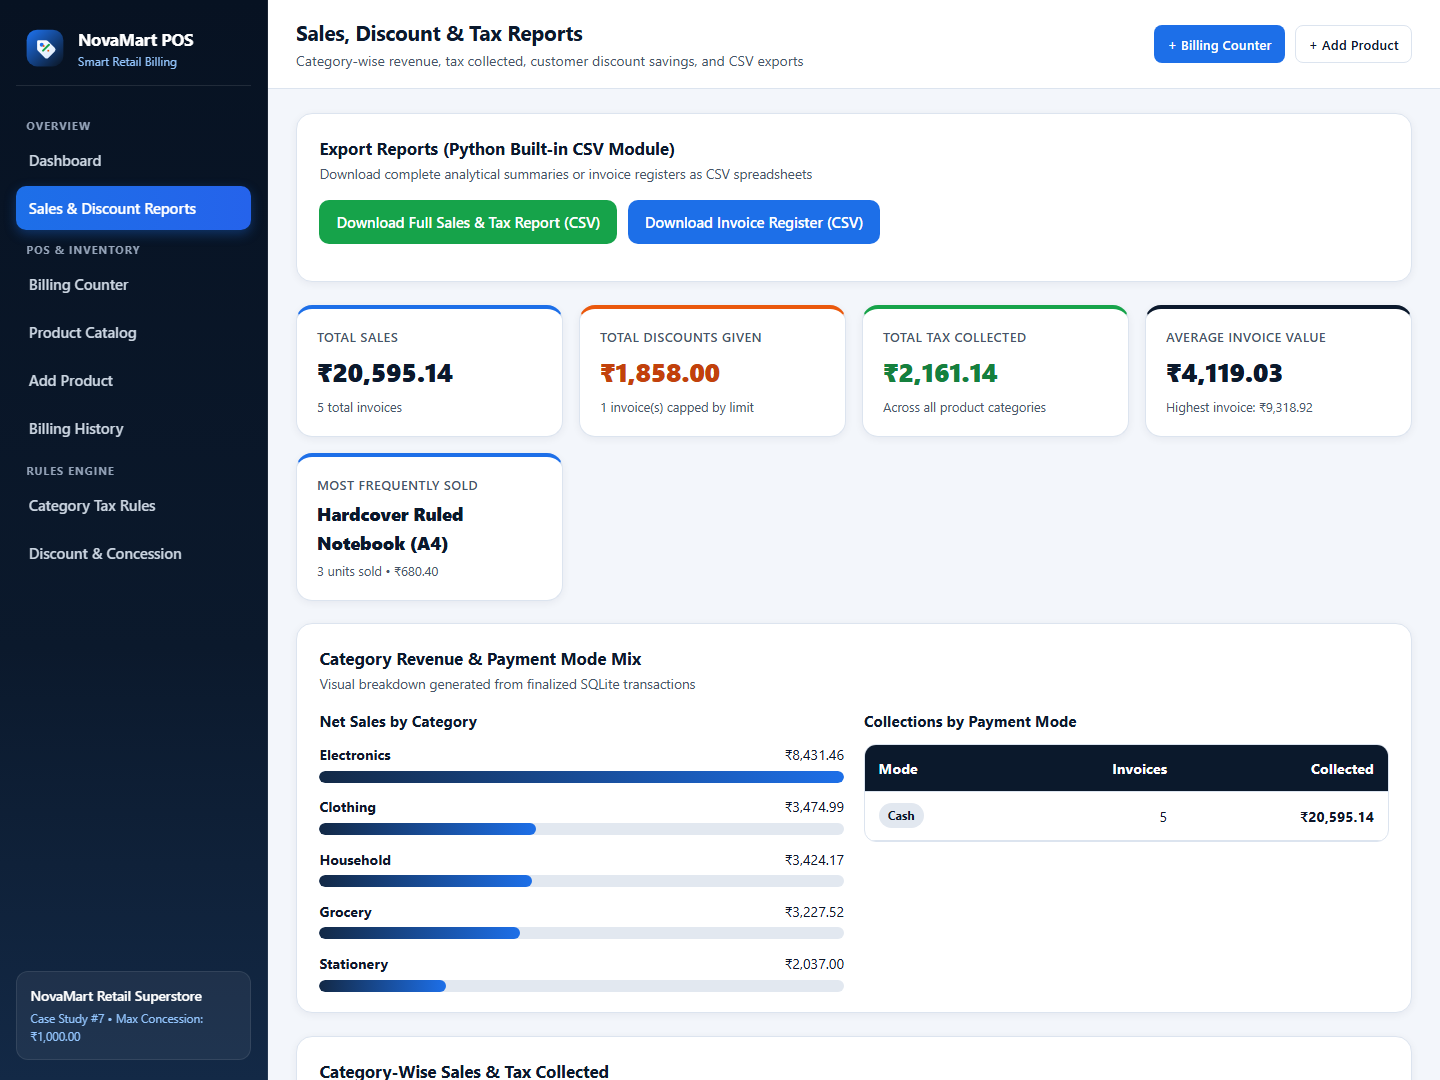 NovaMart POS
Smart Retail Billing
OVERVIEW
Dashboard
Sales & Discount Reports
POS & INVENTORY
Billing Counter
Product Catalog
Add Product
Billing History
RULES ENGINE
Category Tax Rules
Discount & Concession
NovaMart Retail Superstore
Case Study #7 • Max Concession:
₹1,000.00
Sales, Discount & Tax Reports
Category-wise revenue, tax collected, customer discount savings, and CSV exports
+ Billing Counter
+ Add Product
Export Reports (Python Built-in CSV Module)
Download complete analytical summaries or invoice registers as CSV spreadsheets
Download Full Sales & Tax Report (CSV)
Download Invoice Register (CSV)
TOTAL SALES
₹20,595.14
5 total invoices
TOTAL DISCOUNTS GIVEN
₹1,858.00
1 invoice(s) capped by limit
TOTAL TAX COLLECTED
₹2,161.14
Across all product categories
AVERAGE INVOICE VALUE
₹4,119.03
Highest invoice: ₹9,318.92
MOST FREQUENTLY SOLD
Hardcover Ruled
Notebook (A4)
3 units sold • ₹680.40
Category Revenue & Payment Mode Mix
Visual breakdown generated from finalized SQLite transactions
Net Sales by Category
Electronics ₹8,431.46
Clothing ₹3,474.99
Household ₹3,424.17
Grocery ₹3,227.52
Stationery ₹2,037.00
Collections by Payment Mode
Mode Invoices Collected
Cash 5 ₹20,595.14
Category-Wise Sales & Tax Collected